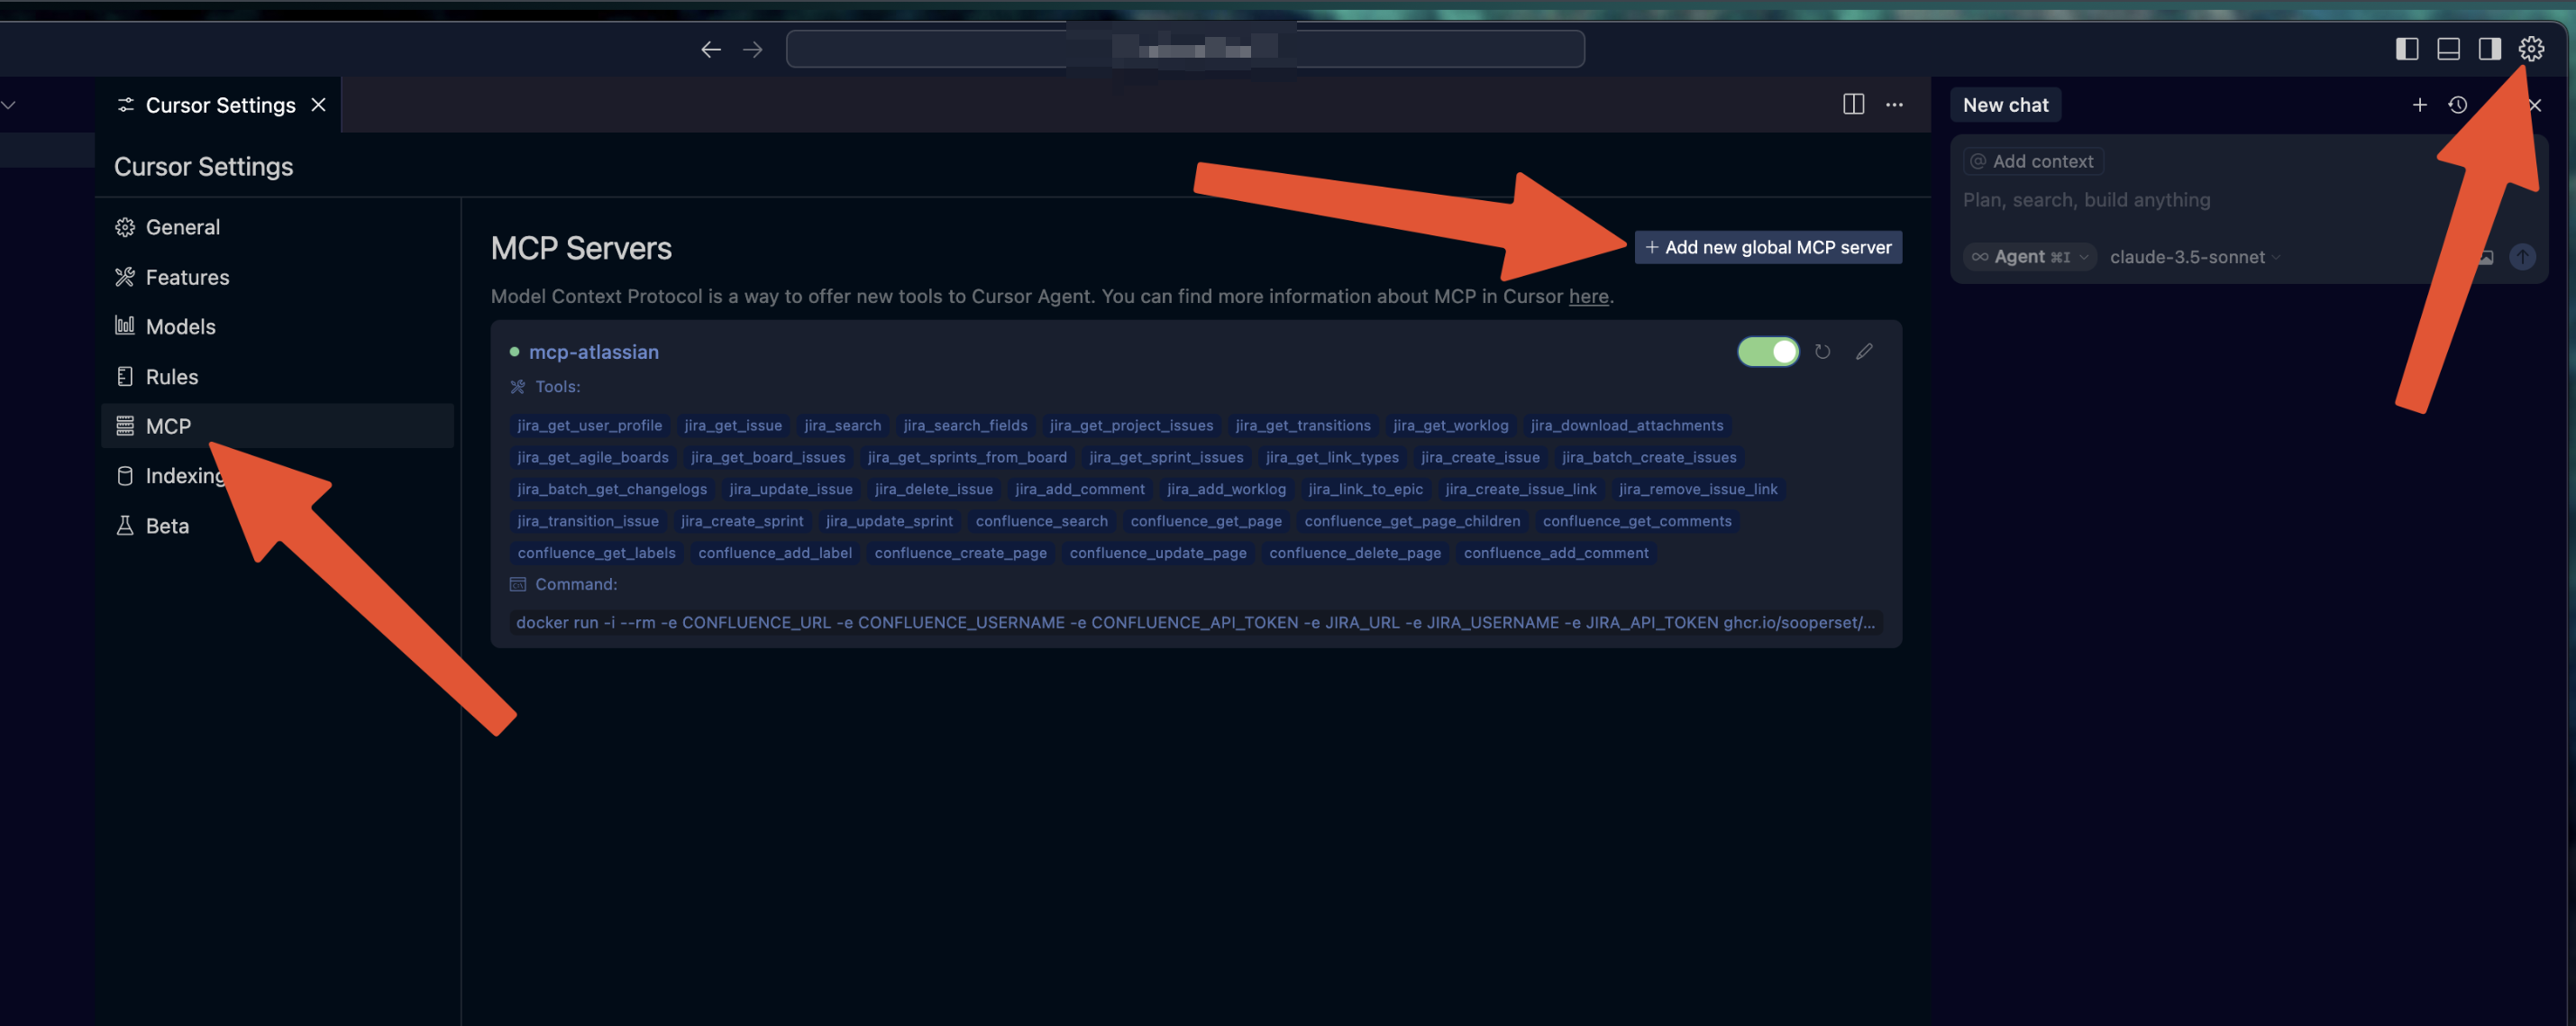 Cursor Settings
New chat
Cursor Settings
@ Add context
Plan, search, build anything
Agent ⌘I
claude-3.5-sonnet
General
Features
Models
Rules
MCP
Indexing
Beta
MCP Servers
+ Add new global MCP server
Model Context Protocol is a way to offer new tools to Cursor Agent. You can find more information about MCP in Cursor here.
mcp-atlassian
Tools:
jira_get_user_profile jira_get_issue jira_search jira_search_fields jira_get_project_issues jira_get_transitions jira_get_worklog jira_download_attachments
jira_get_agile_boards jira_get_board_issues jira_get_sprints_from_board jira_get_sprint_issues jira_get_link_types jira_create_issue jira_batch_create_issues
jira_batch_get_changelogs jira_update_issue jira_delete_issue jira_add_comment jira_add_worklog jira_link_to_epic jira_create_issue_link jira_remove_issue_link
jira_transition_issue jira_create_sprint jira_update_sprint confluence_search confluence_get_page confluence_get_page_children confluence_get_comments
confluence_get_labels confluence_add_label confluence_create_page confluence_update_page confluence_delete_page confluence_add_comment
Command:
docker run -i --rm -e CONFLUENCE_URL -e CONFLUENCE_USERNAME -e CONFLUENCE_API_TOKEN -e JIRA_URL -e JIRA_USERNAME -e JIRA_API_TOKEN ghcr.io/sooperset/...